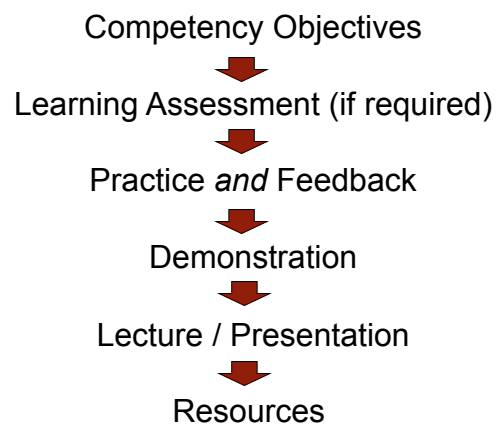 Competency Objectives
Learning Assessment (if required)
Practice and Feedback
Demonstration
Lecture / Presentation
Resources